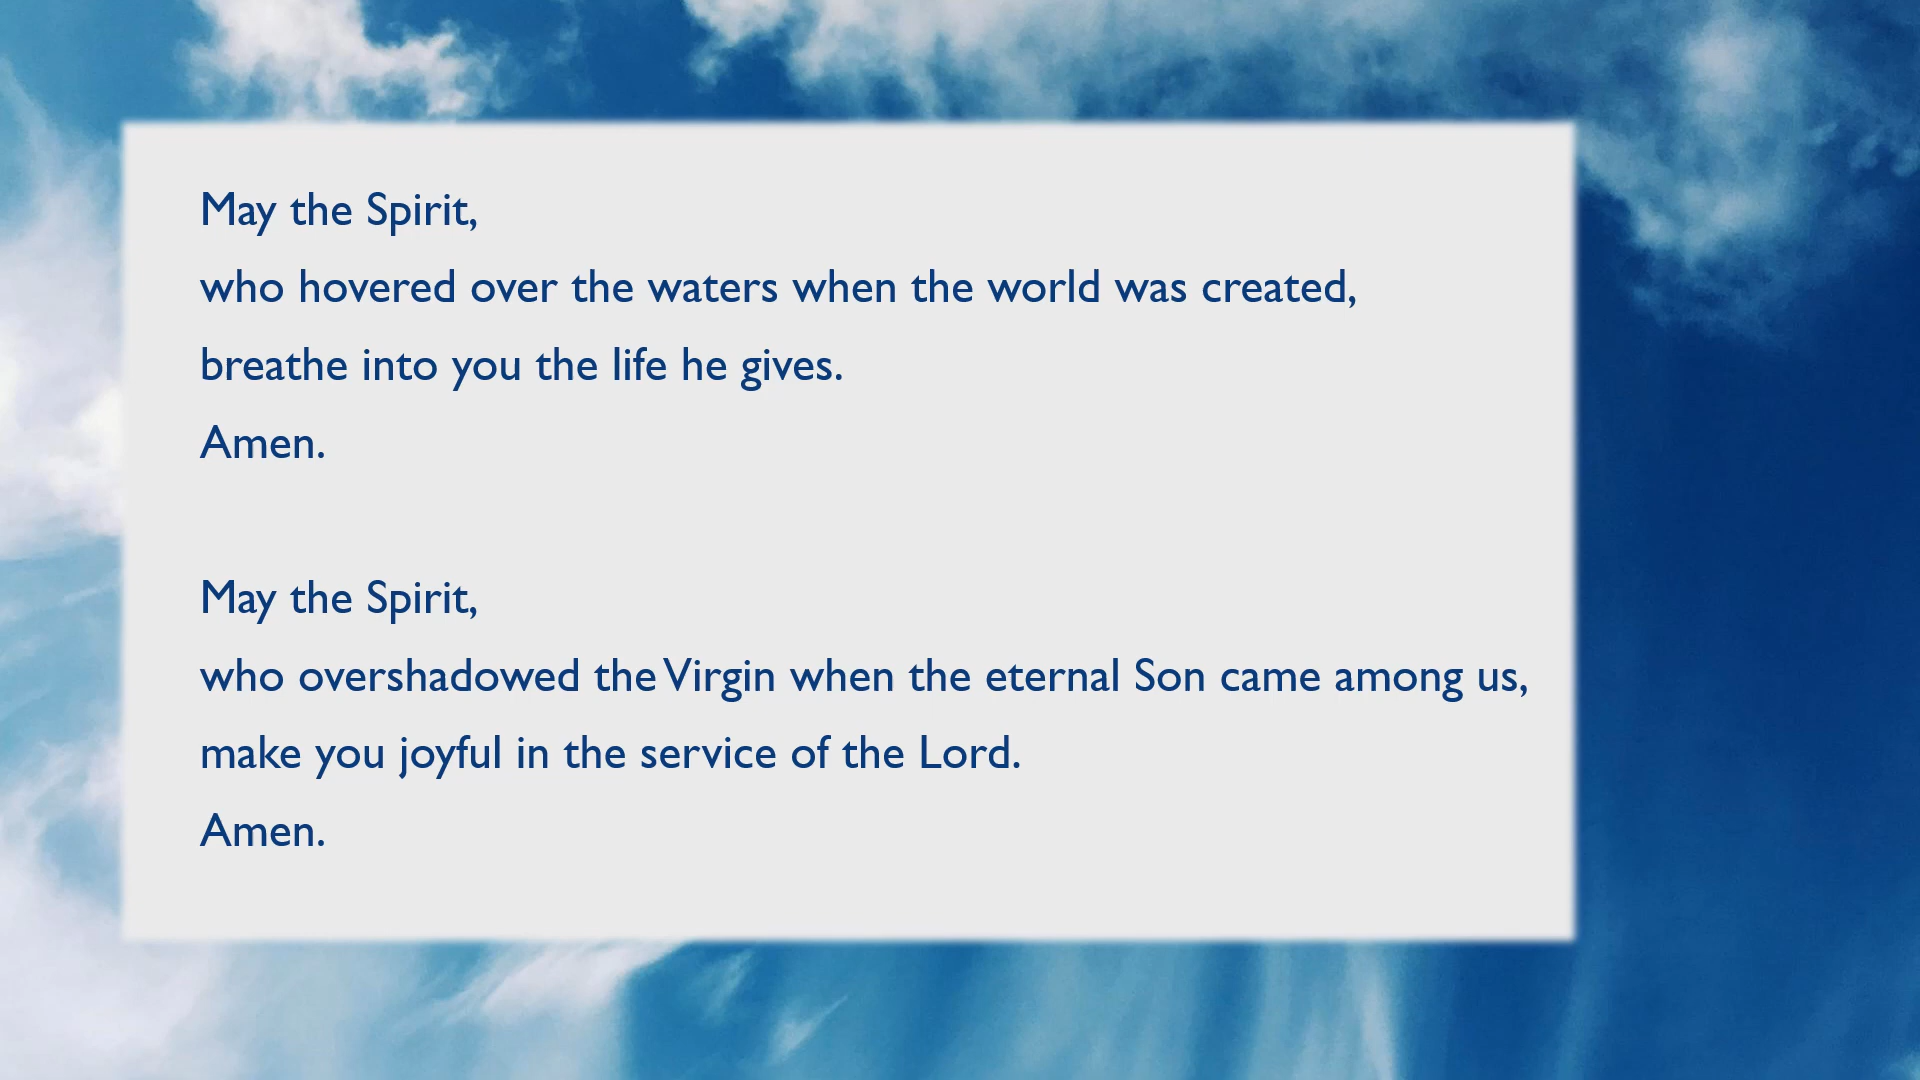 May the Spirit,
who hovered over the waters when the world was created,
breathe into you the life he gives.
Amen.
May the Spirit,
who overshadowed the Virgin when the eternal Son came among us,
make you joyful in the service of the Lord.
Amen.